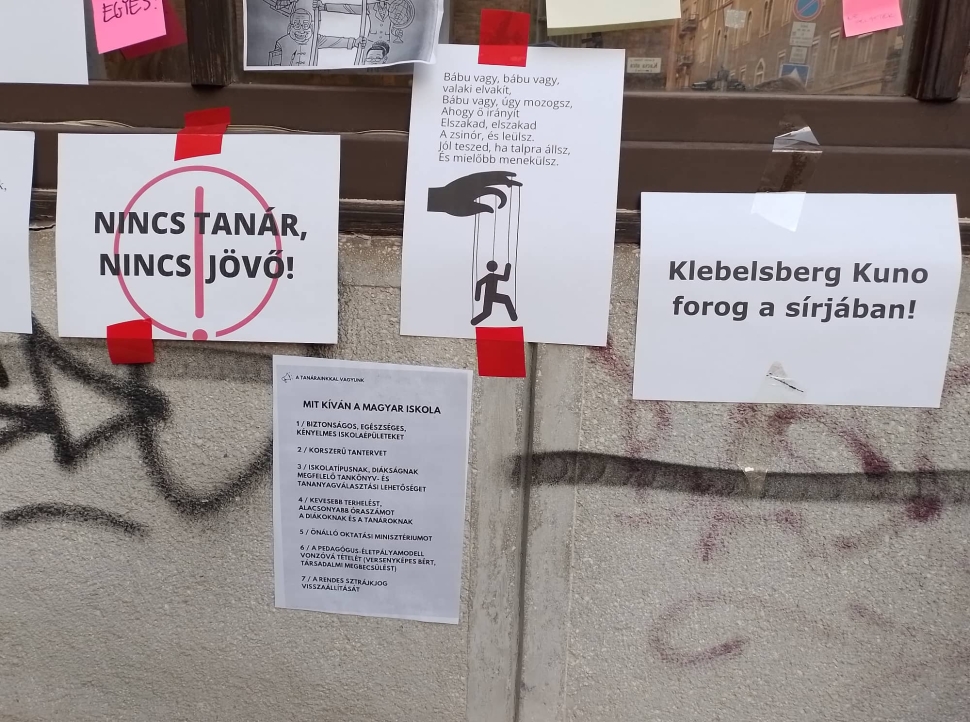 EGYES!
NINCS TANÁR,
NINCS JÖVŐ!
Bábu vagy, bábu vagy,
valaki elvakít,
Bábu vagy, úgy mozogsz,
Ahogy ő irányít
Elszakad, elszakad
A zsinór, és leülsz.
Jól teszed, ha talpra állsz,
És mielőbb menekülsz.
Klebelsberg Kuno
forog a sírjában!
A TANÁRAINKKAL VAGYUNK
MIT KÍVÁN A MAGYAR ISKOLA
1 / BIZTONSÁGOS, EGÉSZSÉGES,
KÉNYELMES ISKOLAÉPÜLETEKET
2 / KORSZERŰ TANTERVET
3 / ISKOLATÍPUSNAK, DIÁKSÁGNAK
MEGFELELŐ TANKÖNYV- ÉS
TANANYAGVÁLASZTÁSI LEHETŐSÉGET
4 / KEVESEBB TERHELÉST,
ALACSONYABB ÓRASZÁMOT
A DIÁKOKNAK ÉS A TANÁROKNAK
5 / ÖNÁLLÓ OKTATÁSI MINISZTÉRIUMOT
6 / A PEDAGÓGUS-ÉLETPÁLYAMODELL
VONZÓVÁ TÉTELÉT (VERSENYKÉPES BÉRT,
TÁRSADALMI MEGBECSÜLÉST)
7 / A RENDES SZTRÁJKJOG
VISSZAÁLLÍTÁSÁT